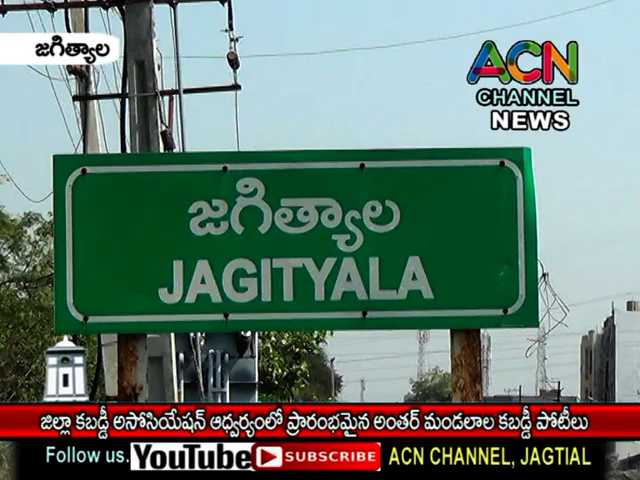 జగిత్యాల
ACN
CHANNEL
NEWS
జగిత్యాల
JAGITYALA
జిల్లా కబడ్డీ అసోసియేషన్ ఆధ్వర్యంలో ప్రారంభమైన అంతర్ మండలాల కబడ్డీ పోటీలు
Follow us. YouTube SUBSCRIBE ACN CHANNEL, JAGTIAL